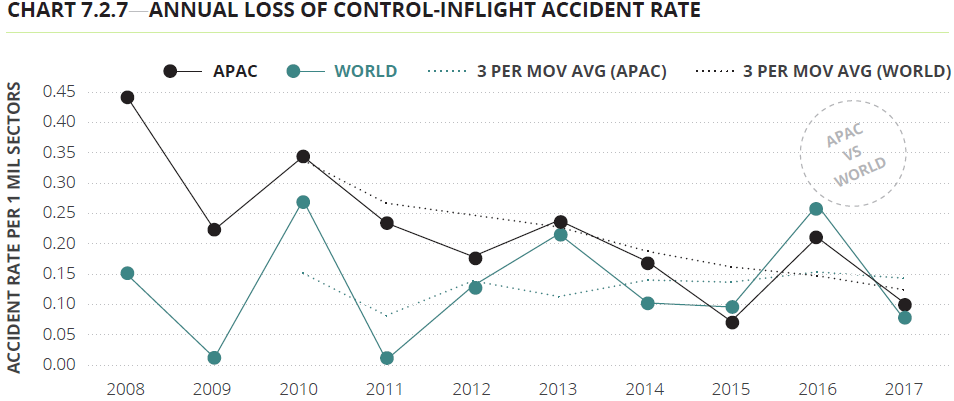 CHART 7.2.7—ANNUAL LOSS OF CONTROL-INFLIGHT ACCIDENT RATE
APAC WORLD 3 PER MOV AVG (APAC) 3 PER MOV AVG (WORLD)
ACCIDENT RATE PER 1 MIL SECTORS
0.45
0.40
0.35
0.30
0.25
0.20
0.15
0.10
0.05
0.00
APAC
VS
WORLD
2008 2009 2010 2011 2012 2013 2014 2015 2016 2017